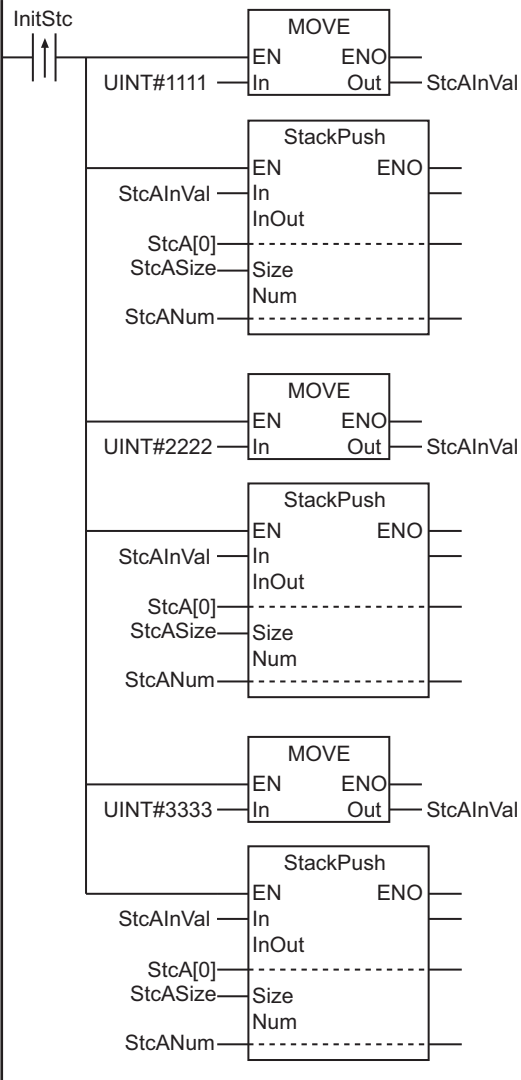 InitStc
MOVE
EN ENO
UINT#1111 In Out StcAInVal
StackPush
EN ENO
StcAInVal In
InOut
StcA[0]
StcASize Size
Num
StcANum
MOVE
EN ENO
UINT#2222 In Out StcAInVal
StackPush
EN ENO
StcAInVal In
InOut
StcA[0]
StcASize Size
Num
StcANum
MOVE
EN ENO
UINT#3333 In Out StcAInVal
StackPush
EN ENO
StcAInVal In
InOut
StcA[0]
StcASize Size
Num
StcANum